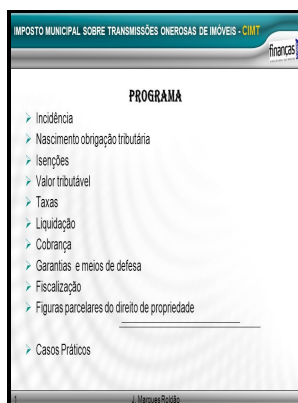 IMPOSTO MUNICIPAL SOBRE TRANSMISSÕES ONEROSAS DE IMÓVEIS - CIMT
finanças
PROGRAMA
Incidência
Nascimento obrigação tributária
Isenções
Valor tributável
Taxas
Liquidação
Cobrança
Garantias e meios de defesa
Fiscalização
Figuras parcelares do direito de propriedade
Casos Práticos
1 J. Marques Roldão